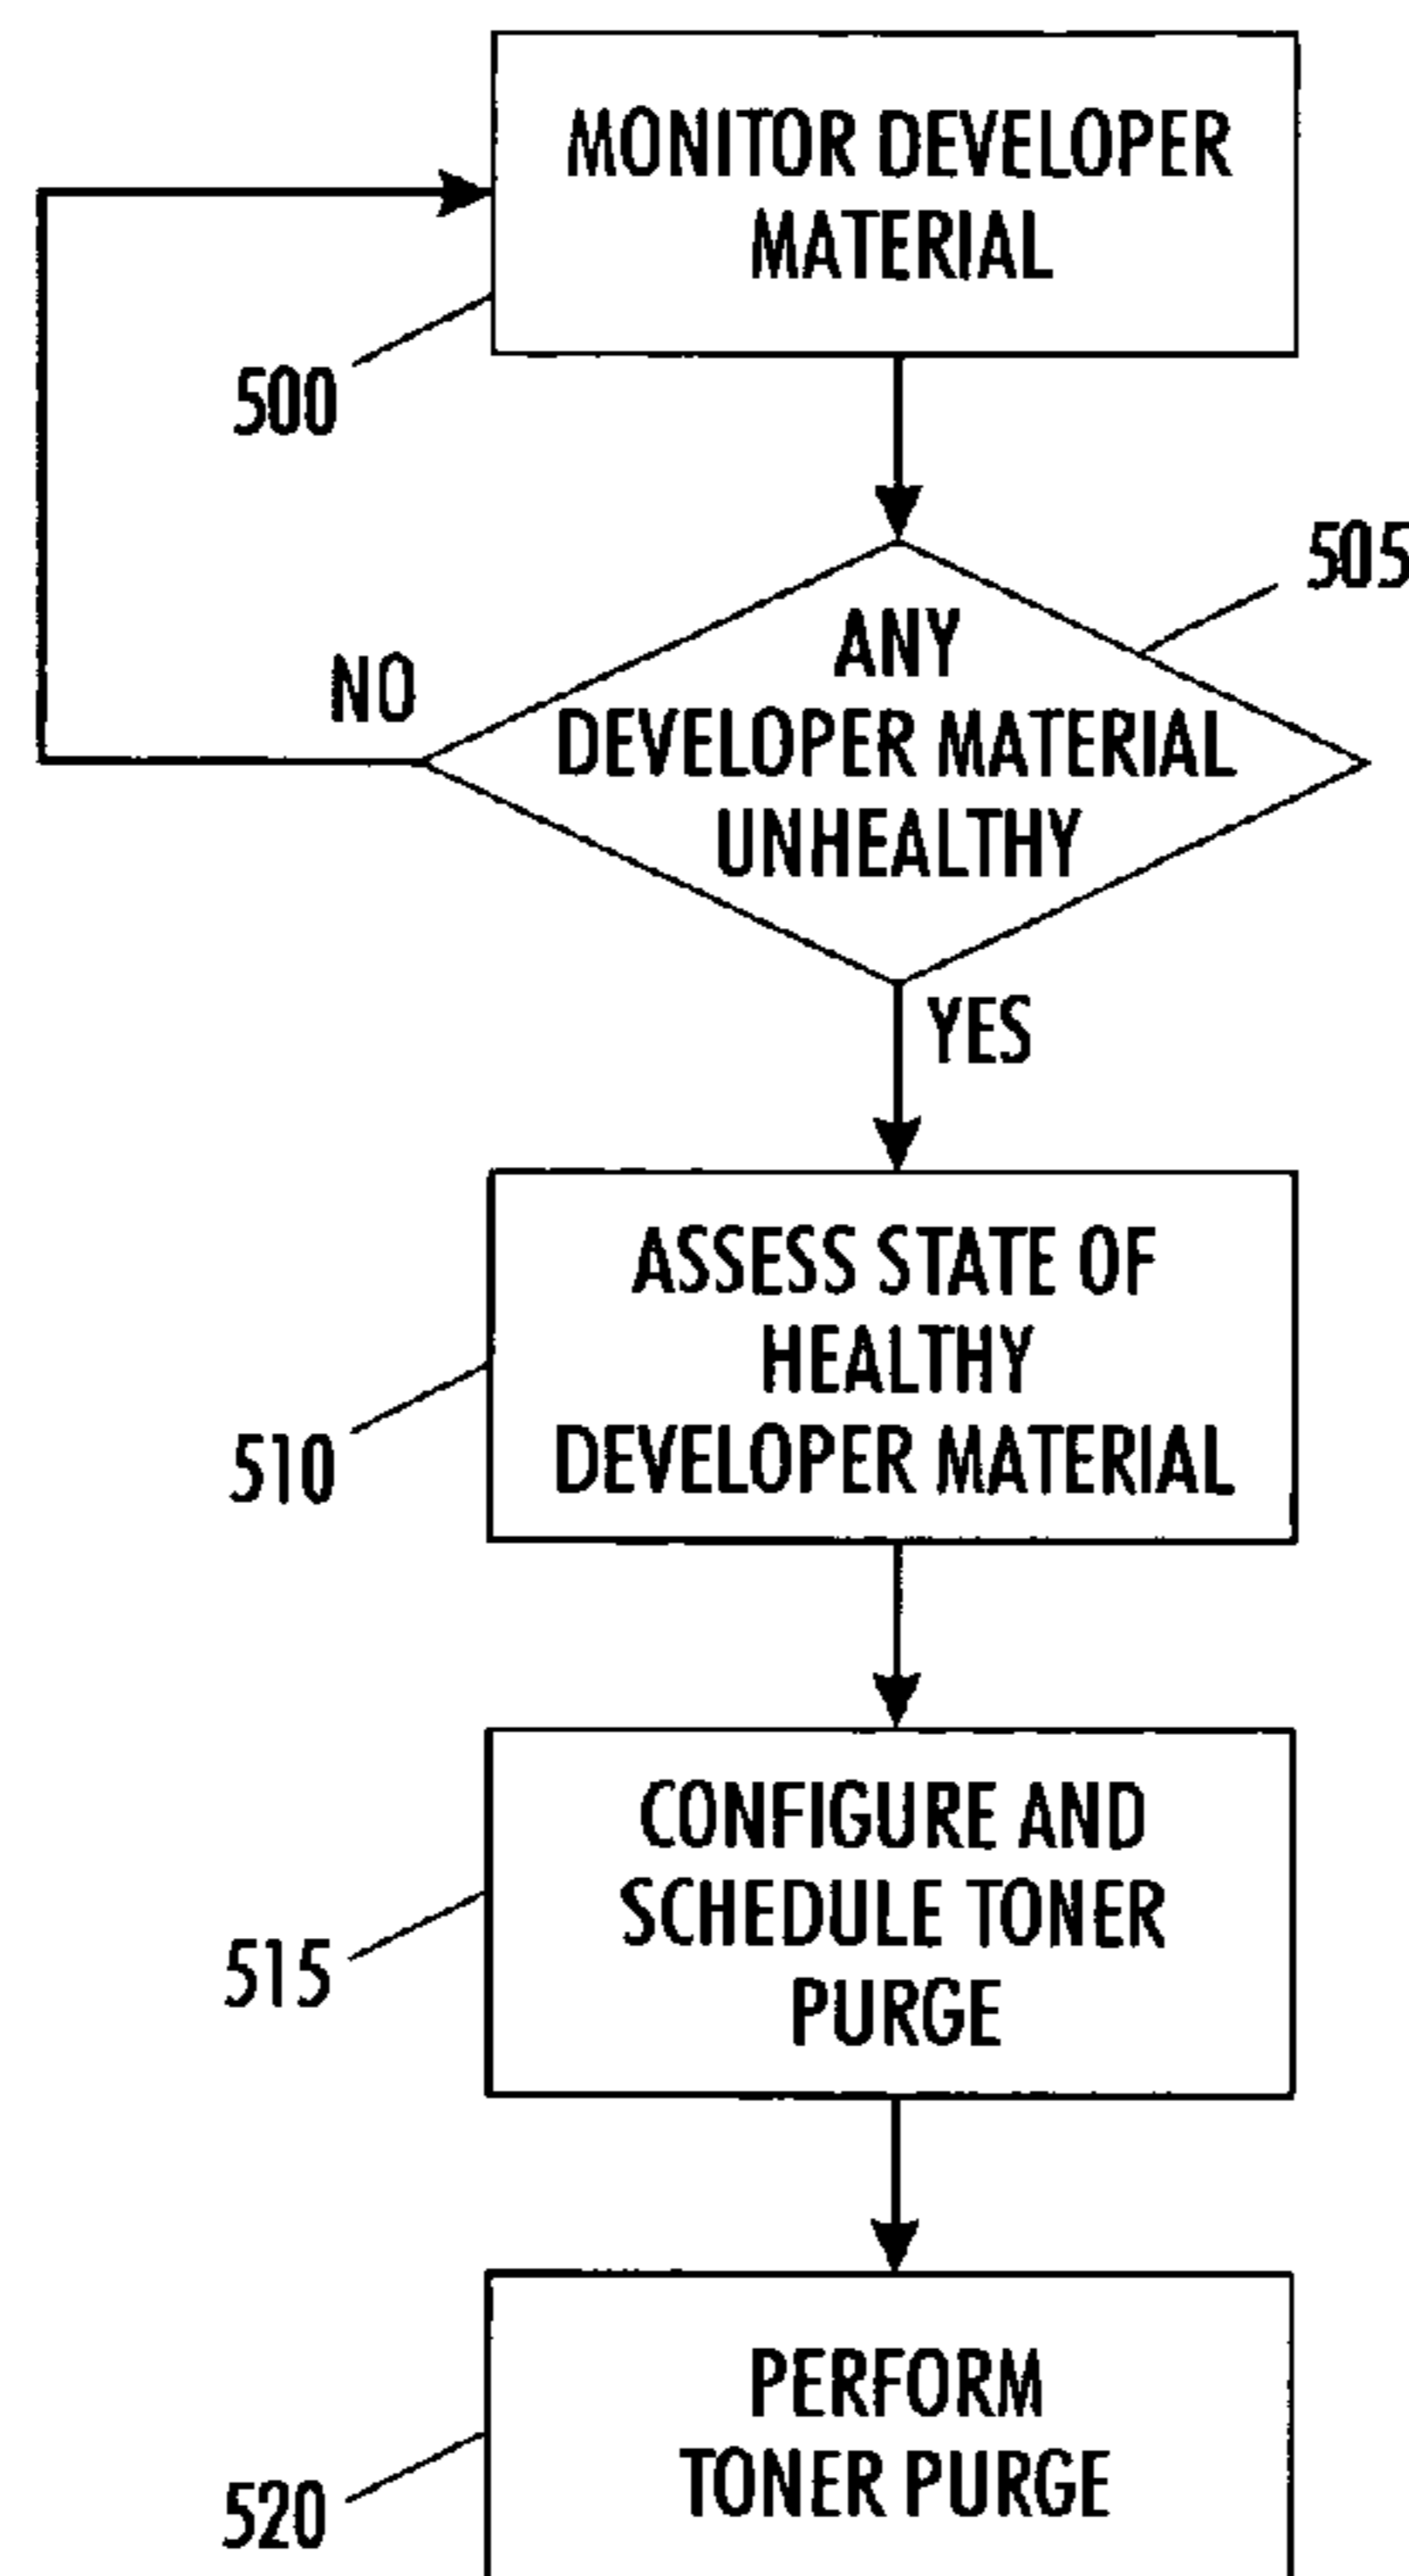 MONITOR DEVELOPER
MATERIAL
500
505
ANY
DEVELOPER MATERIAL
UNHEALTHY
NO
YES
ASSESS STATE OF
HEALTHY
DEVELOPER MATERIAL
510
CONFIGURE AND
SCHEDULE TONER
PURGE
515
PERFORM
TONER PURGE
520